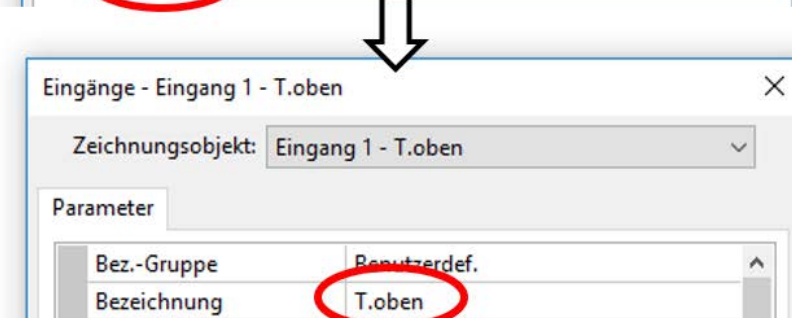 Eingänge - Eingang 1 - T.oben
Zeichnungsobjekt: Eingang 1 - T.oben
Parameter
Bez.-Gruppe Benutzerdef.
Bezeichnung T.oben